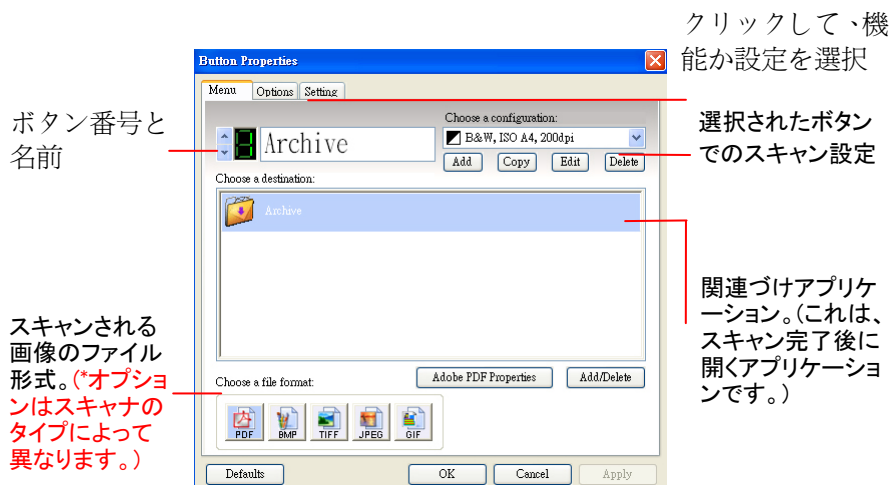 クリックして、機
能か設定を選択
Button Properties
Menu Options Setting
ボタン番号と
名前
3 Archive
Choose a configuration:
B&W, ISO A4, 200dpi
Add Copy Edit Delete
選択されたボタン
でのスキャン設定
Choose a destination:
Archive
関連づけアプリケ
ーション。(これは、
スキャン完了後に
開くアプリケーショ
ンです。)
スキャンされる
画像のファイル
形式。(*オプショ
ンはスキャナの
タイプによって
異なります。)
Choose a file format:
Adobe PDF Properties Add/Delete
PDF BMP TIFF JPEG GIF
Defaults OK Cancel Apply